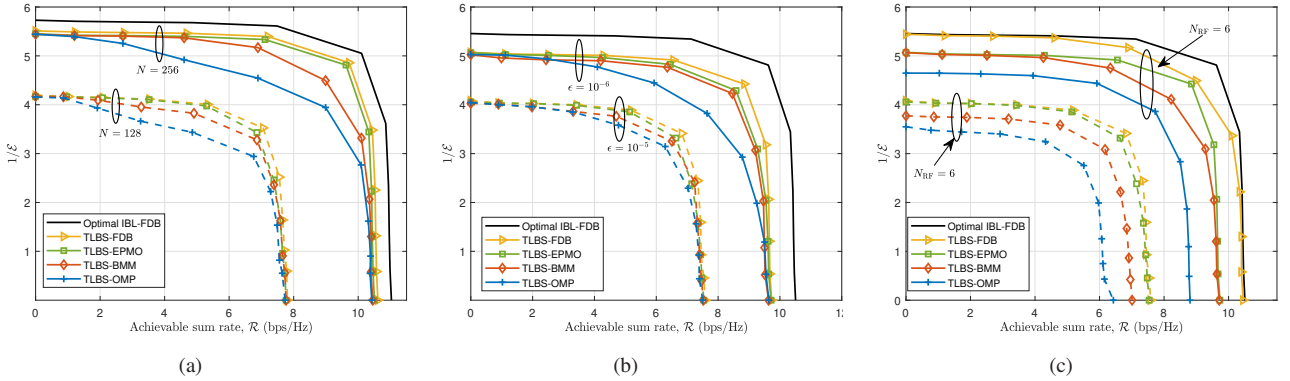 6
5
4
3
2
1
1/ℰ
N = 256
N = 128
Optimal IBL-FDB
TLBS-FDB
TLBS-EPMO
TLBS-BMM
TLBS-OMP
0 2 4 6 8 10
Achievable sum rate, ℛ (bps/Hz)
(a)
6
5
4
3
2
1
1/ℰ
ϵ = 10⁻⁶
ϵ = 10⁻⁵
Optimal IBL-FDB
TLBS-FDB
TLBS-EPMO
TLBS-BMM
TLBS-OMP
0 2 4 6 8 10 12
Achievable sum rate, ℛ (bps/Hz)
(b)
6
5
4
3
2
1
0
1/ℰ
N_RF = 6
N_RF = 6
Optimal IBL-FDB
TLBS-FDB
TLBS-EPMO
TLBS-BMM
TLBS-OMP
0 2 4 6 8 10
Achievable sum rate, ℛ (bps/Hz)
(c)